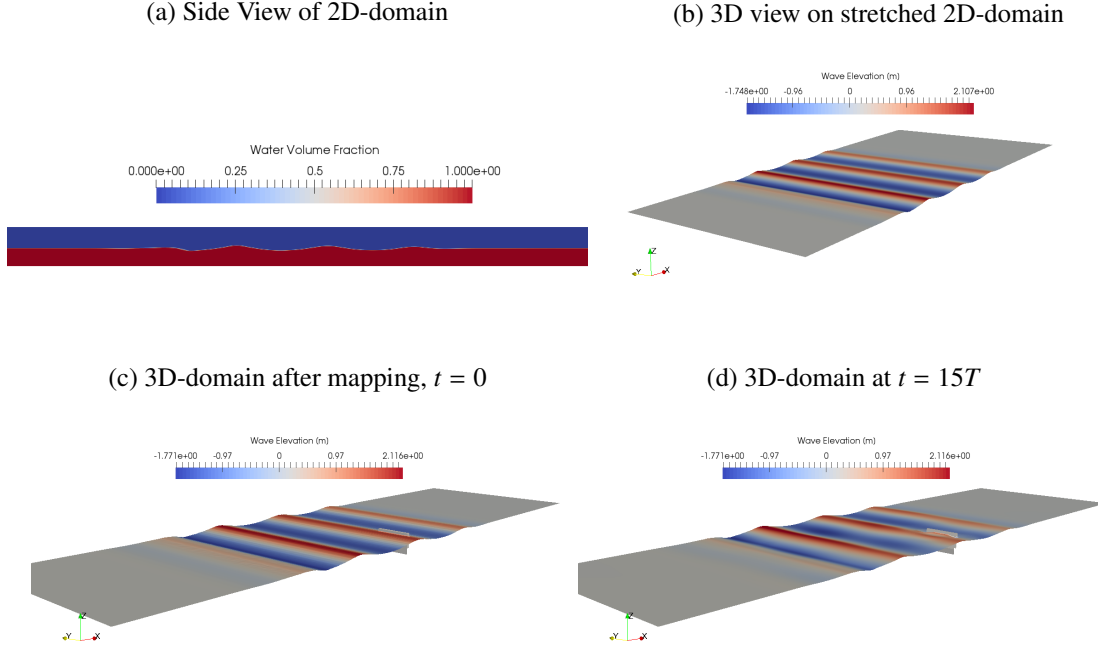 (a) Side View of 2D-domain
(b) 3D view on stretched 2D-domain
Water Volume Fraction
0.000e+00 0.25 0.5 0.75 1.000e+00
Wave Elevation (m)
-1.748e+00 -0.96 0 0.96 2.107e+00
Z
Y X
(c) 3D-domain after mapping, t = 0
(d) 3D-domain at t = 15T
Wave Elevation (m)
-1.771e+00 -0.97 0 0.97 2.116e+00
Z
Y X
Wave Elevation (m)
-1.771e+00 -0.97 0 0.97 2.116e+00
Z
Y X